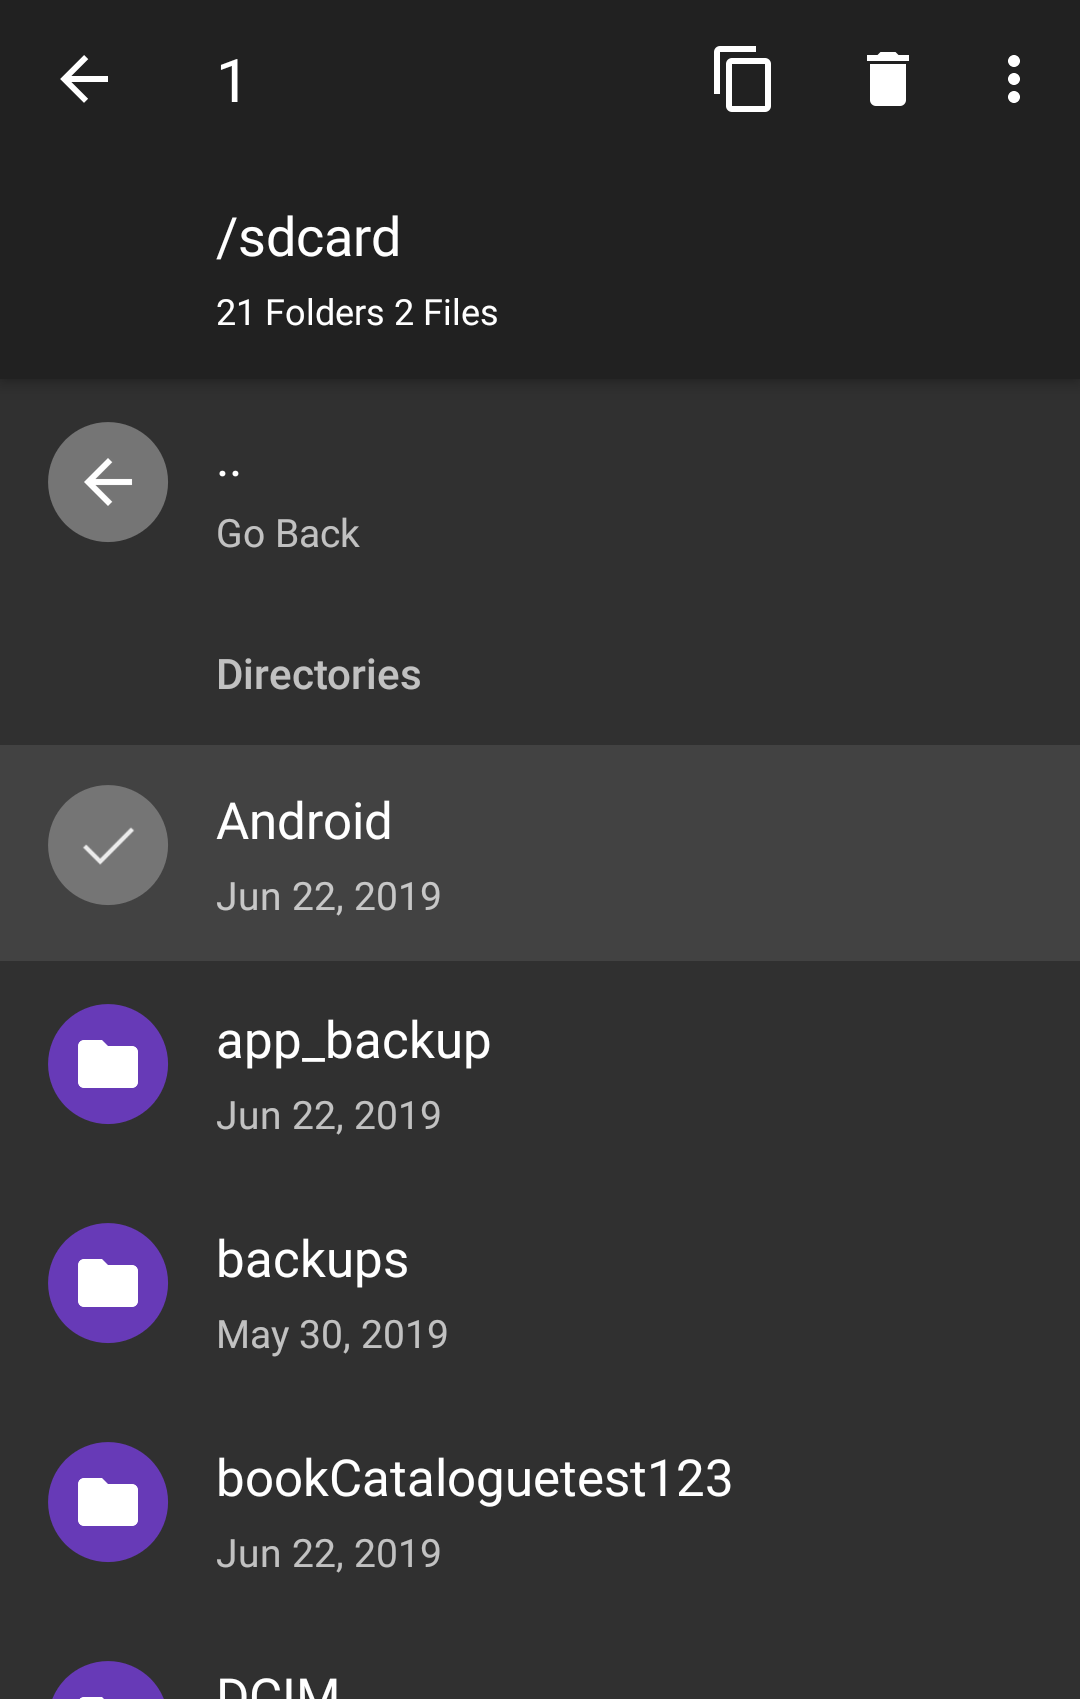 1
/sdcard
21 Folders 2 Files
..
Go Back
Directories
Android
Jun 22, 2019
app_backup
Jun 22, 2019
backups
May 30, 2019
bookCataloguetest123
Jun 22, 2019
DCIM